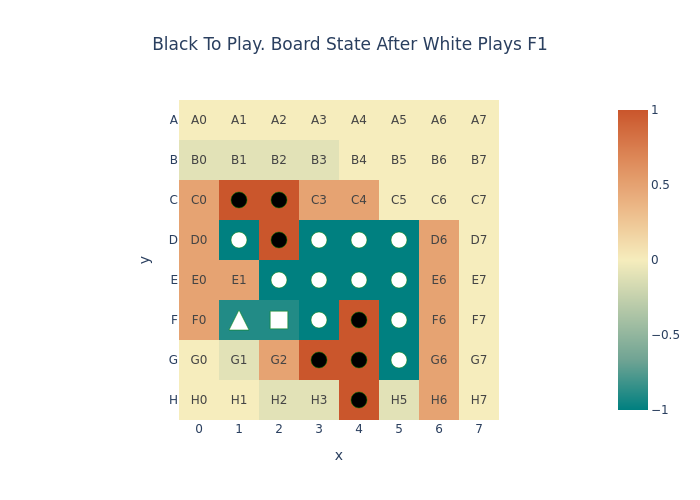 Black To Play. Board State After White Plays F1
A A0 A1 A2 A3 A4 A5 A6 A7
B B0 B1 B2 B3 B4 B5 B6 B7
C C0 C3 C4 C5 C6 C7
D D0 D6 D7
E E0 E1 E6 E7
F F0 F6 F7
G G0 G1 G2 G6 G7
H H0 H1 H2 H3 H5 H6 H7
0 1 2 3 4 5 6 7
x
y
1
0.5
0
−0.5
−1